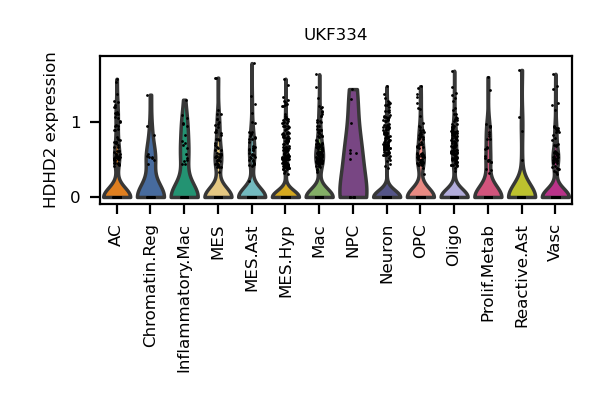 UKF334
HDHD2 expression
1
0
AC
Chromatin.Reg
Inflammatory.Mac
MES
MES.Ast
MES.Hyp
Mac
NPC
Neuron
OPC
Oligo
Prolif.Metab
Reactive.Ast
Vasc